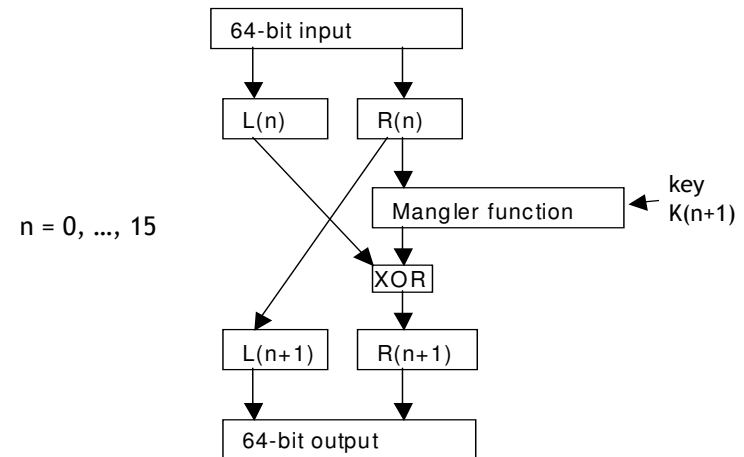 64-bit input
L(n)
R(n)
key
K(n+1)
Mangler function
n = 0, ..., 15
XOR
L(n+1)
R(n+1)
64-bit output